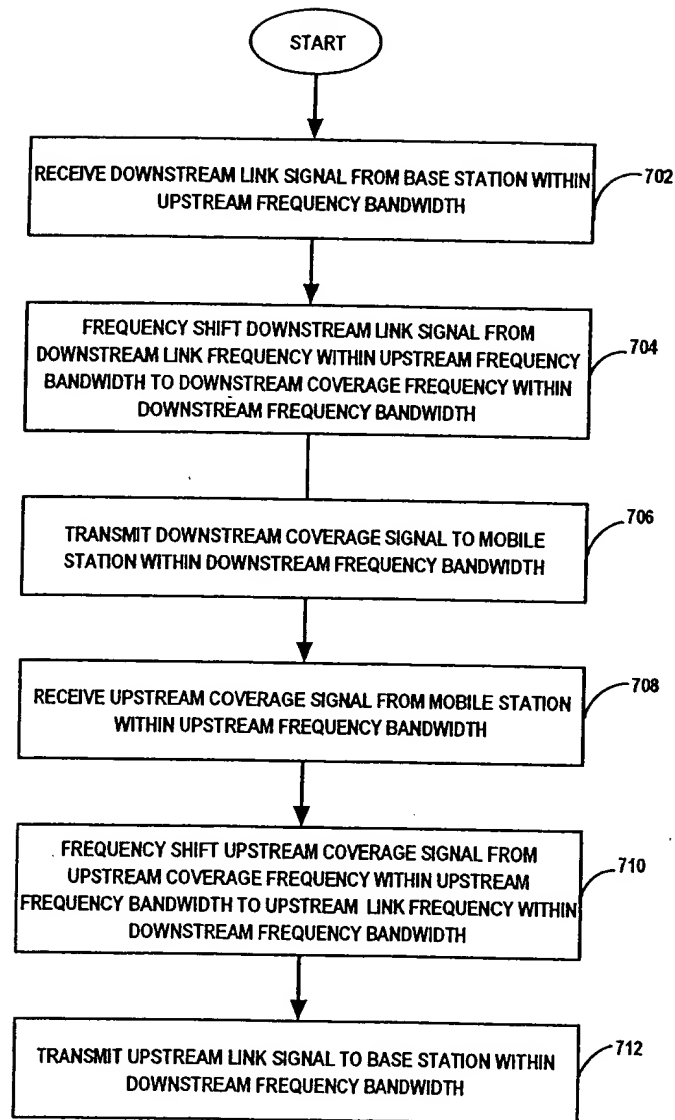 START
RECEIVE DOWNSTREAM LINK SIGNAL FROM BASE STATION WITHIN
UPSTREAM FREQUENCY BANDWIDTH
702
FREQUENCY SHIFT DOWNSTREAM LINK SIGNAL FROM
DOWNSTREAM LINK FREQUENCY WITHIN UPSTREAM FREQUENCY
BANDWIDTH TO DOWNSTREAM COVERAGE FREQUENCY WITHIN
DOWNSTREAM FREQUENCY BANDWIDTH
704
TRANSMIT DOWNSTREAM COVERAGE SIGNAL TO MOBILE
STATION WITHIN DOWNSTREAM FREQUENCY BANDWIDTH
706
RECEIVE UPSTREAM COVERAGE SIGNAL FROM MOBILE STATION
WITHIN UPSTREAM FREQUENCY BANDWIDTH
708
FREQUENCY SHIFT UPSTREAM COVERAGE SIGNAL FROM
UPSTREAM COVERAGE FREQUENCY WITHIN UPSTREAM
FREQUENCY BANDWIDTH TO UPSTREAM LINK FREQUENCY WITHIN
DOWNSTREAM FREQUENCY BANDWIDTH
710
TRANSMIT UPSTREAM LINK SIGNAL TO BASE STATION WITHIN
DOWNSTREAM FREQUENCY BANDWIDTH
712